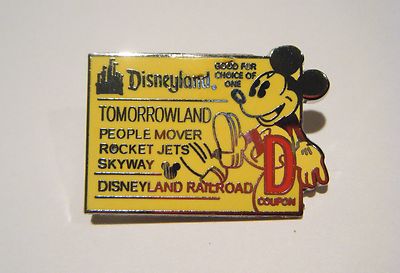 Disneyland®
GOOD FOR
CHOICE OF
ONE
TOMORROWLAND
PEOPLE MOVER
ROCKET JETS
SKYWAY
DISNEYLAND RAILROAD
D
COUPON